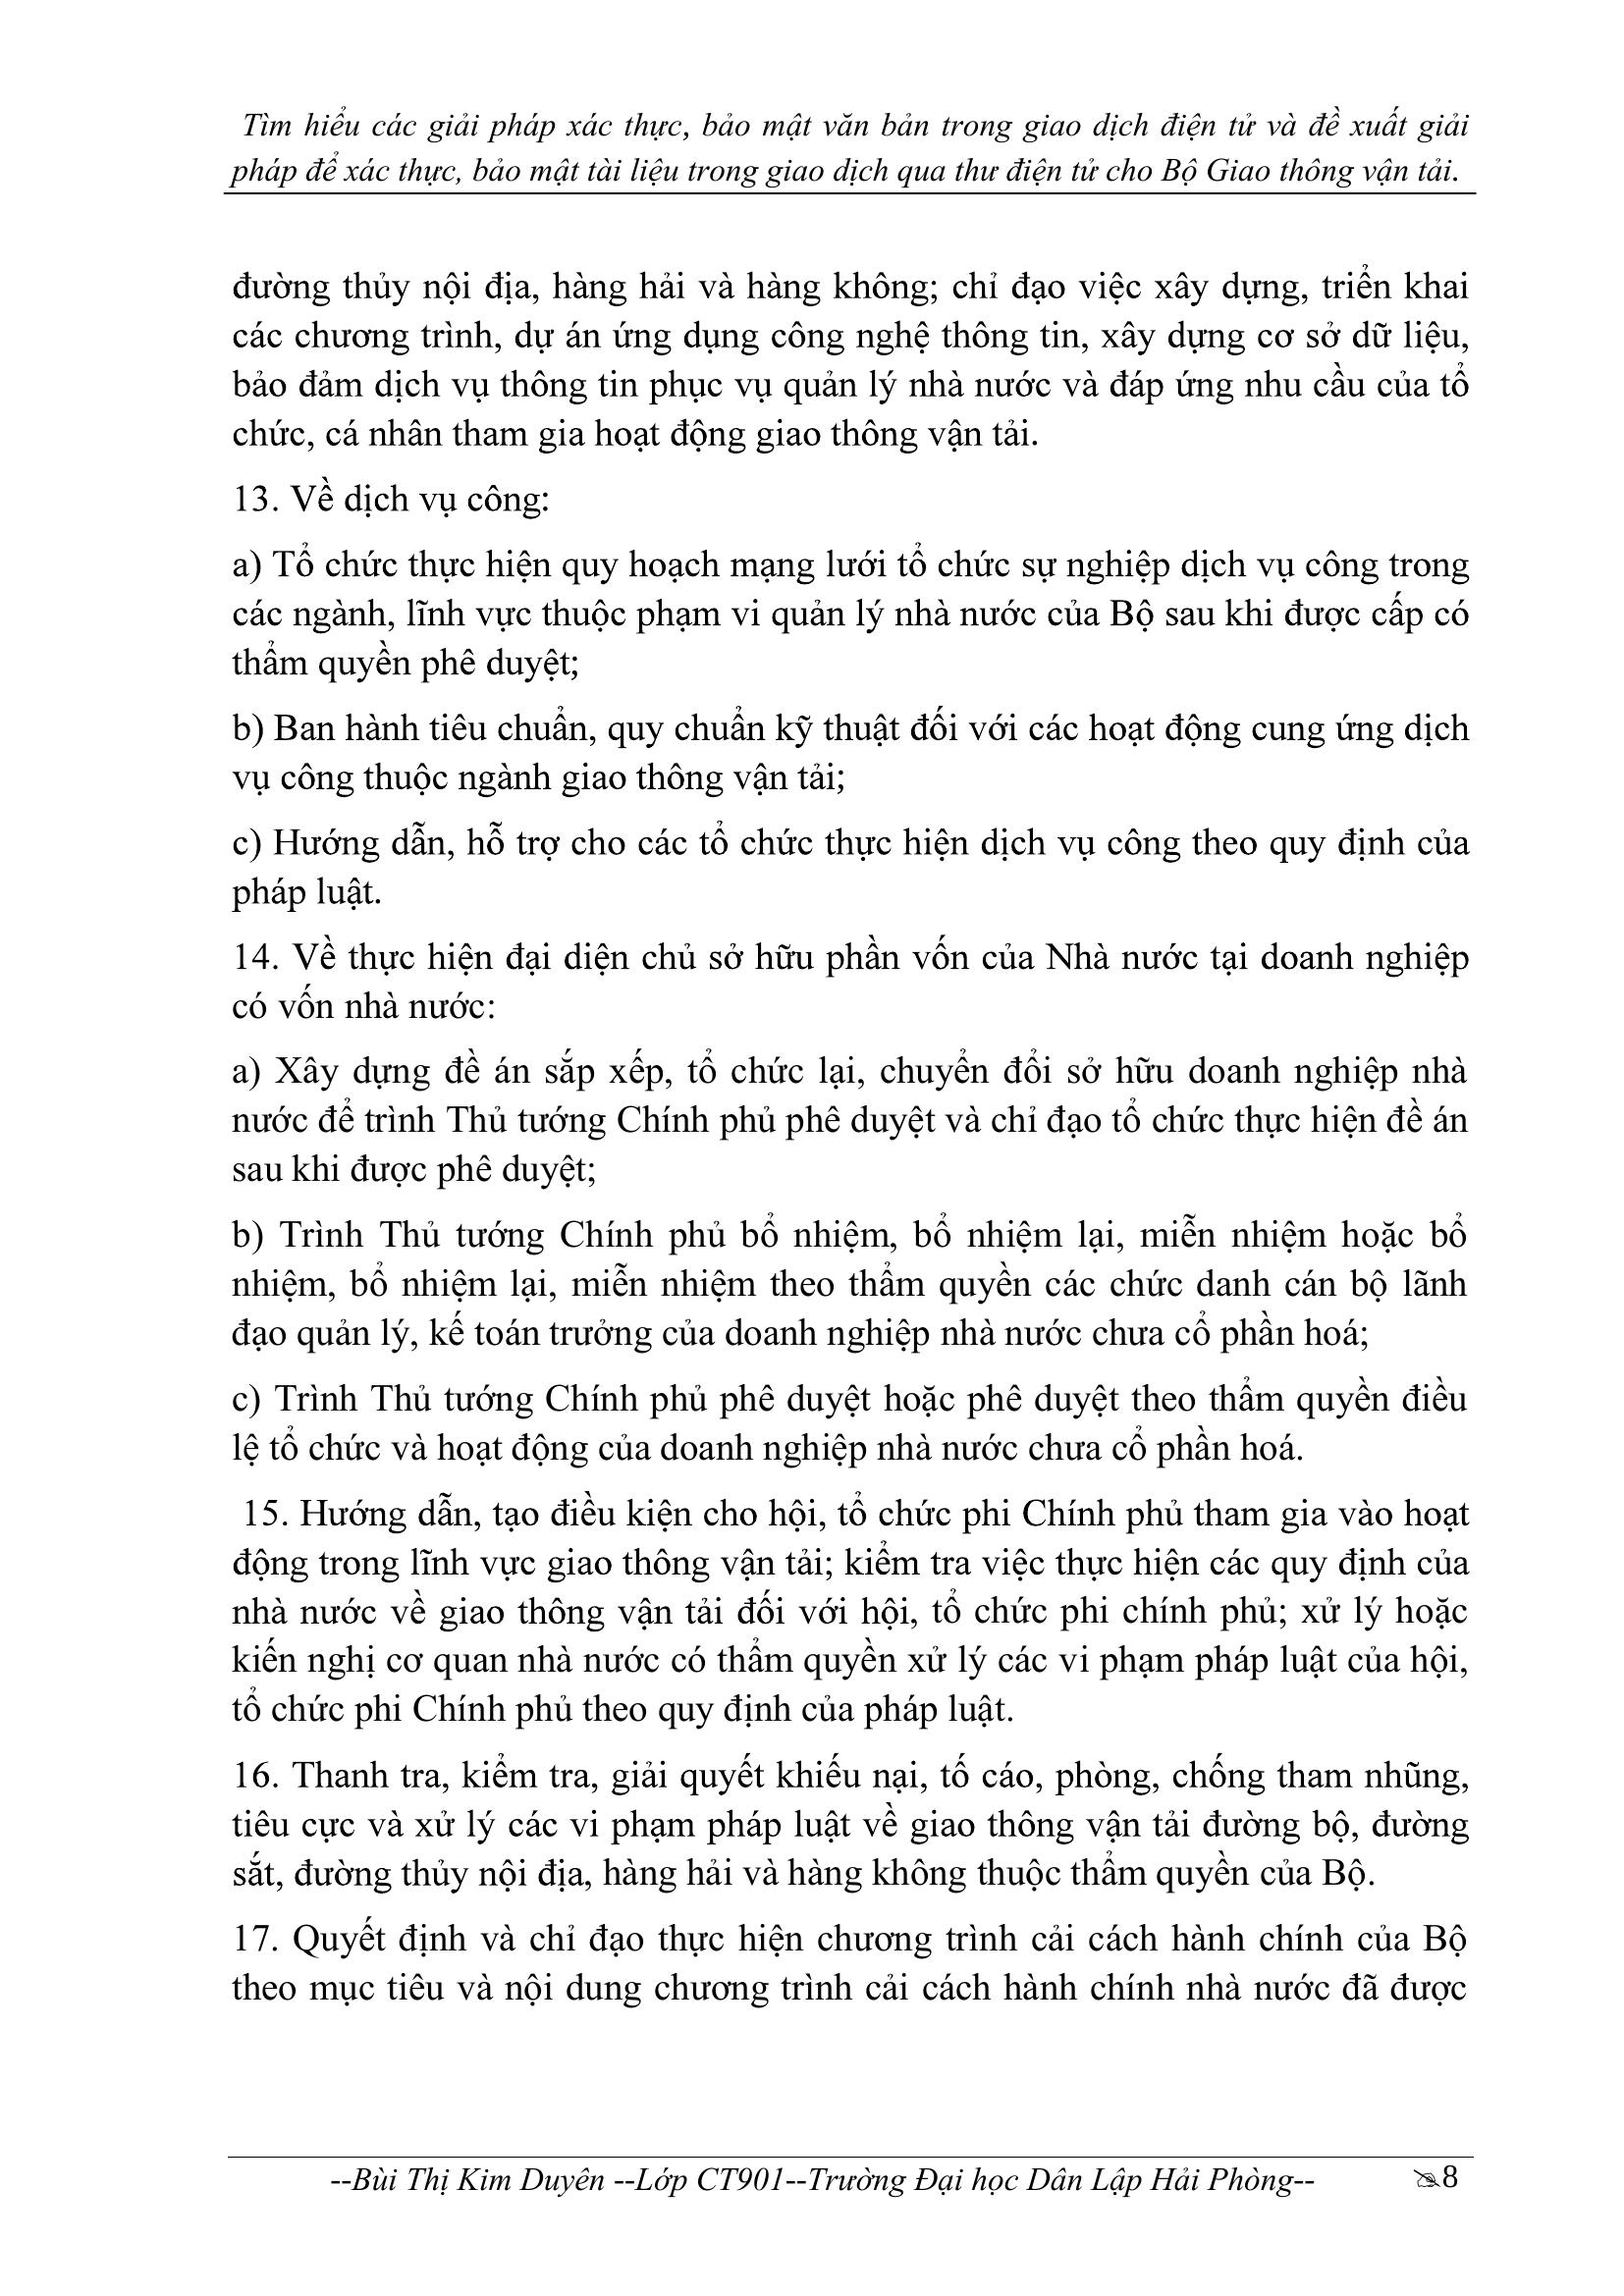 Tìm hiểu các giải pháp xác thực, bảo mật văn bản trong giao dịch điện tử và đề xuất giải
pháp để xác thực, bảo mật tài liệu trong giao dịch qua thư điện tử cho Bộ Giao thông vận tải.
đường thủy nội địa, hàng hải và hàng không; chỉ đạo việc xây dựng, triển khai
các chương trình, dự án ứng dụng công nghệ thông tin, xây dựng cơ sở dữ liệu,
bảo đảm dịch vụ thông tin phục vụ quản lý nhà nước và đáp ứng nhu cầu của tổ
chức, cá nhân tham gia hoạt động giao thông vận tải.
13. Về dịch vụ công:
a) Tổ chức thực hiện quy hoạch mạng lưới tổ chức sự nghiệp dịch vụ công trong
các ngành, lĩnh vực thuộc phạm vi quản lý nhà nước của Bộ sau khi được cấp có
thẩm quyền phê duyệt;
b) Ban hành tiêu chuẩn, quy chuẩn kỹ thuật đối với các hoạt động cung ứng dịch
vụ công thuộc ngành giao thông vận tải;
c) Hướng dẫn, hỗ trợ cho các tổ chức thực hiện dịch vụ công theo quy định của
pháp luật.
14. Về thực hiện đại diện chủ sở hữu phần vốn của Nhà nước tại doanh nghiệp
có vốn nhà nước:
a) Xây dựng đề án sắp xếp, tổ chức lại, chuyển đổi sở hữu doanh nghiệp nhà
nước để trình Thủ tướng Chính phủ phê duyệt và chỉ đạo tổ chức thực hiện đề án
sau khi được phê duyệt;
b) Trình Thủ tướng Chính phủ bổ nhiệm, bổ nhiệm lại, miễn nhiệm hoặc bổ
nhiệm, bổ nhiệm lại, miễn nhiệm theo thẩm quyền các chức danh cán bộ lãnh
đạo quản lý, kế toán trưởng của doanh nghiệp nhà nước chưa cổ phần hoá;
c) Trình Thủ tướng Chính phủ phê duyệt hoặc phê duyệt theo thẩm quyền điều
lệ tổ chức và hoạt động của doanh nghiệp nhà nước chưa cổ phần hoá.
15. Hướng dẫn, tạo điều kiện cho hội, tổ chức phi Chính phủ tham gia vào hoạt
động trong lĩnh vực giao thông vận tải; kiểm tra việc thực hiện các quy định của
nhà nước về giao thông vận tải đối với hội, tổ chức phi chính phủ; xử lý hoặc
kiến nghị cơ quan nhà nước có thẩm quyền xử lý các vi phạm pháp luật của hội,
tổ chức phi Chính phủ theo quy định của pháp luật.
16. Thanh tra, kiểm tra, giải quyết khiếu nại, tố cáo, phòng, chống tham nhũng,
tiêu cực và xử lý các vi phạm pháp luật về giao thông vận tải đường bộ, đường
sắt, đường thủy nội địa, hàng hải và hàng không thuộc thẩm quyền của Bộ.
17. Quyết định và chỉ đạo thực hiện chương trình cải cách hành chính của Bộ
theo mục tiêu và nội dung chương trình cải cách hành chính nhà nước đã được
--Bùi Thị Kim Duyên --Lớp CT901--Trường Đại học Dân Lập Hải Phòng-- 8